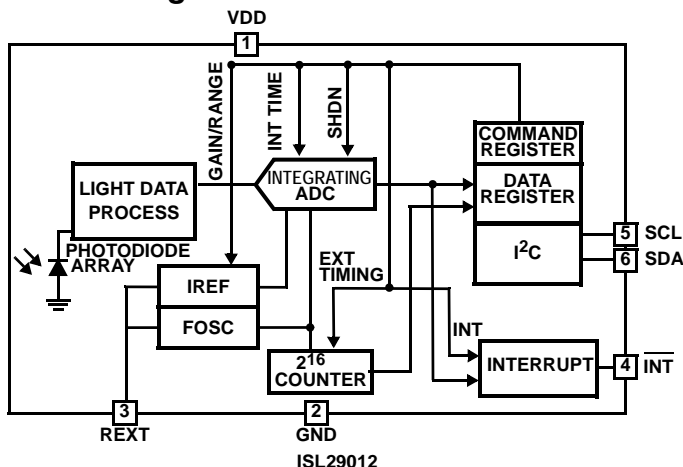 VDD
1
GAIN/RANGE
INT TIME
SHDN
COMMAND
REGISTER
LIGHT DATA
PROCESS
INTEGRATING
ADC
DATA
REGISTER
I2C
5 SCL
6 SDA
PHOTODIODE
ARRAY
EXT
TIMING
IREF
FOSC
INT
216
COUNTER
INTERRUPT
4 INT
3
REXT
2
GND
ISL29012